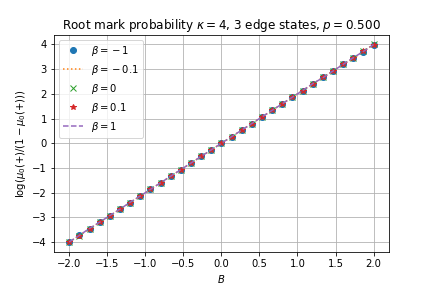 Root mark probability κ = 4, 3 edge states, p = 0.500
log(μ₀(+)/(1 − μ₀(+)))
4
3
2
1
0
−1
−2
−3
−4
β = −1
β = −0.1
β = 0
β = 0.1
β = 1
−2.0 −1.5 −1.0 −0.5 0.0 0.5 1.0 1.5 2.0
B